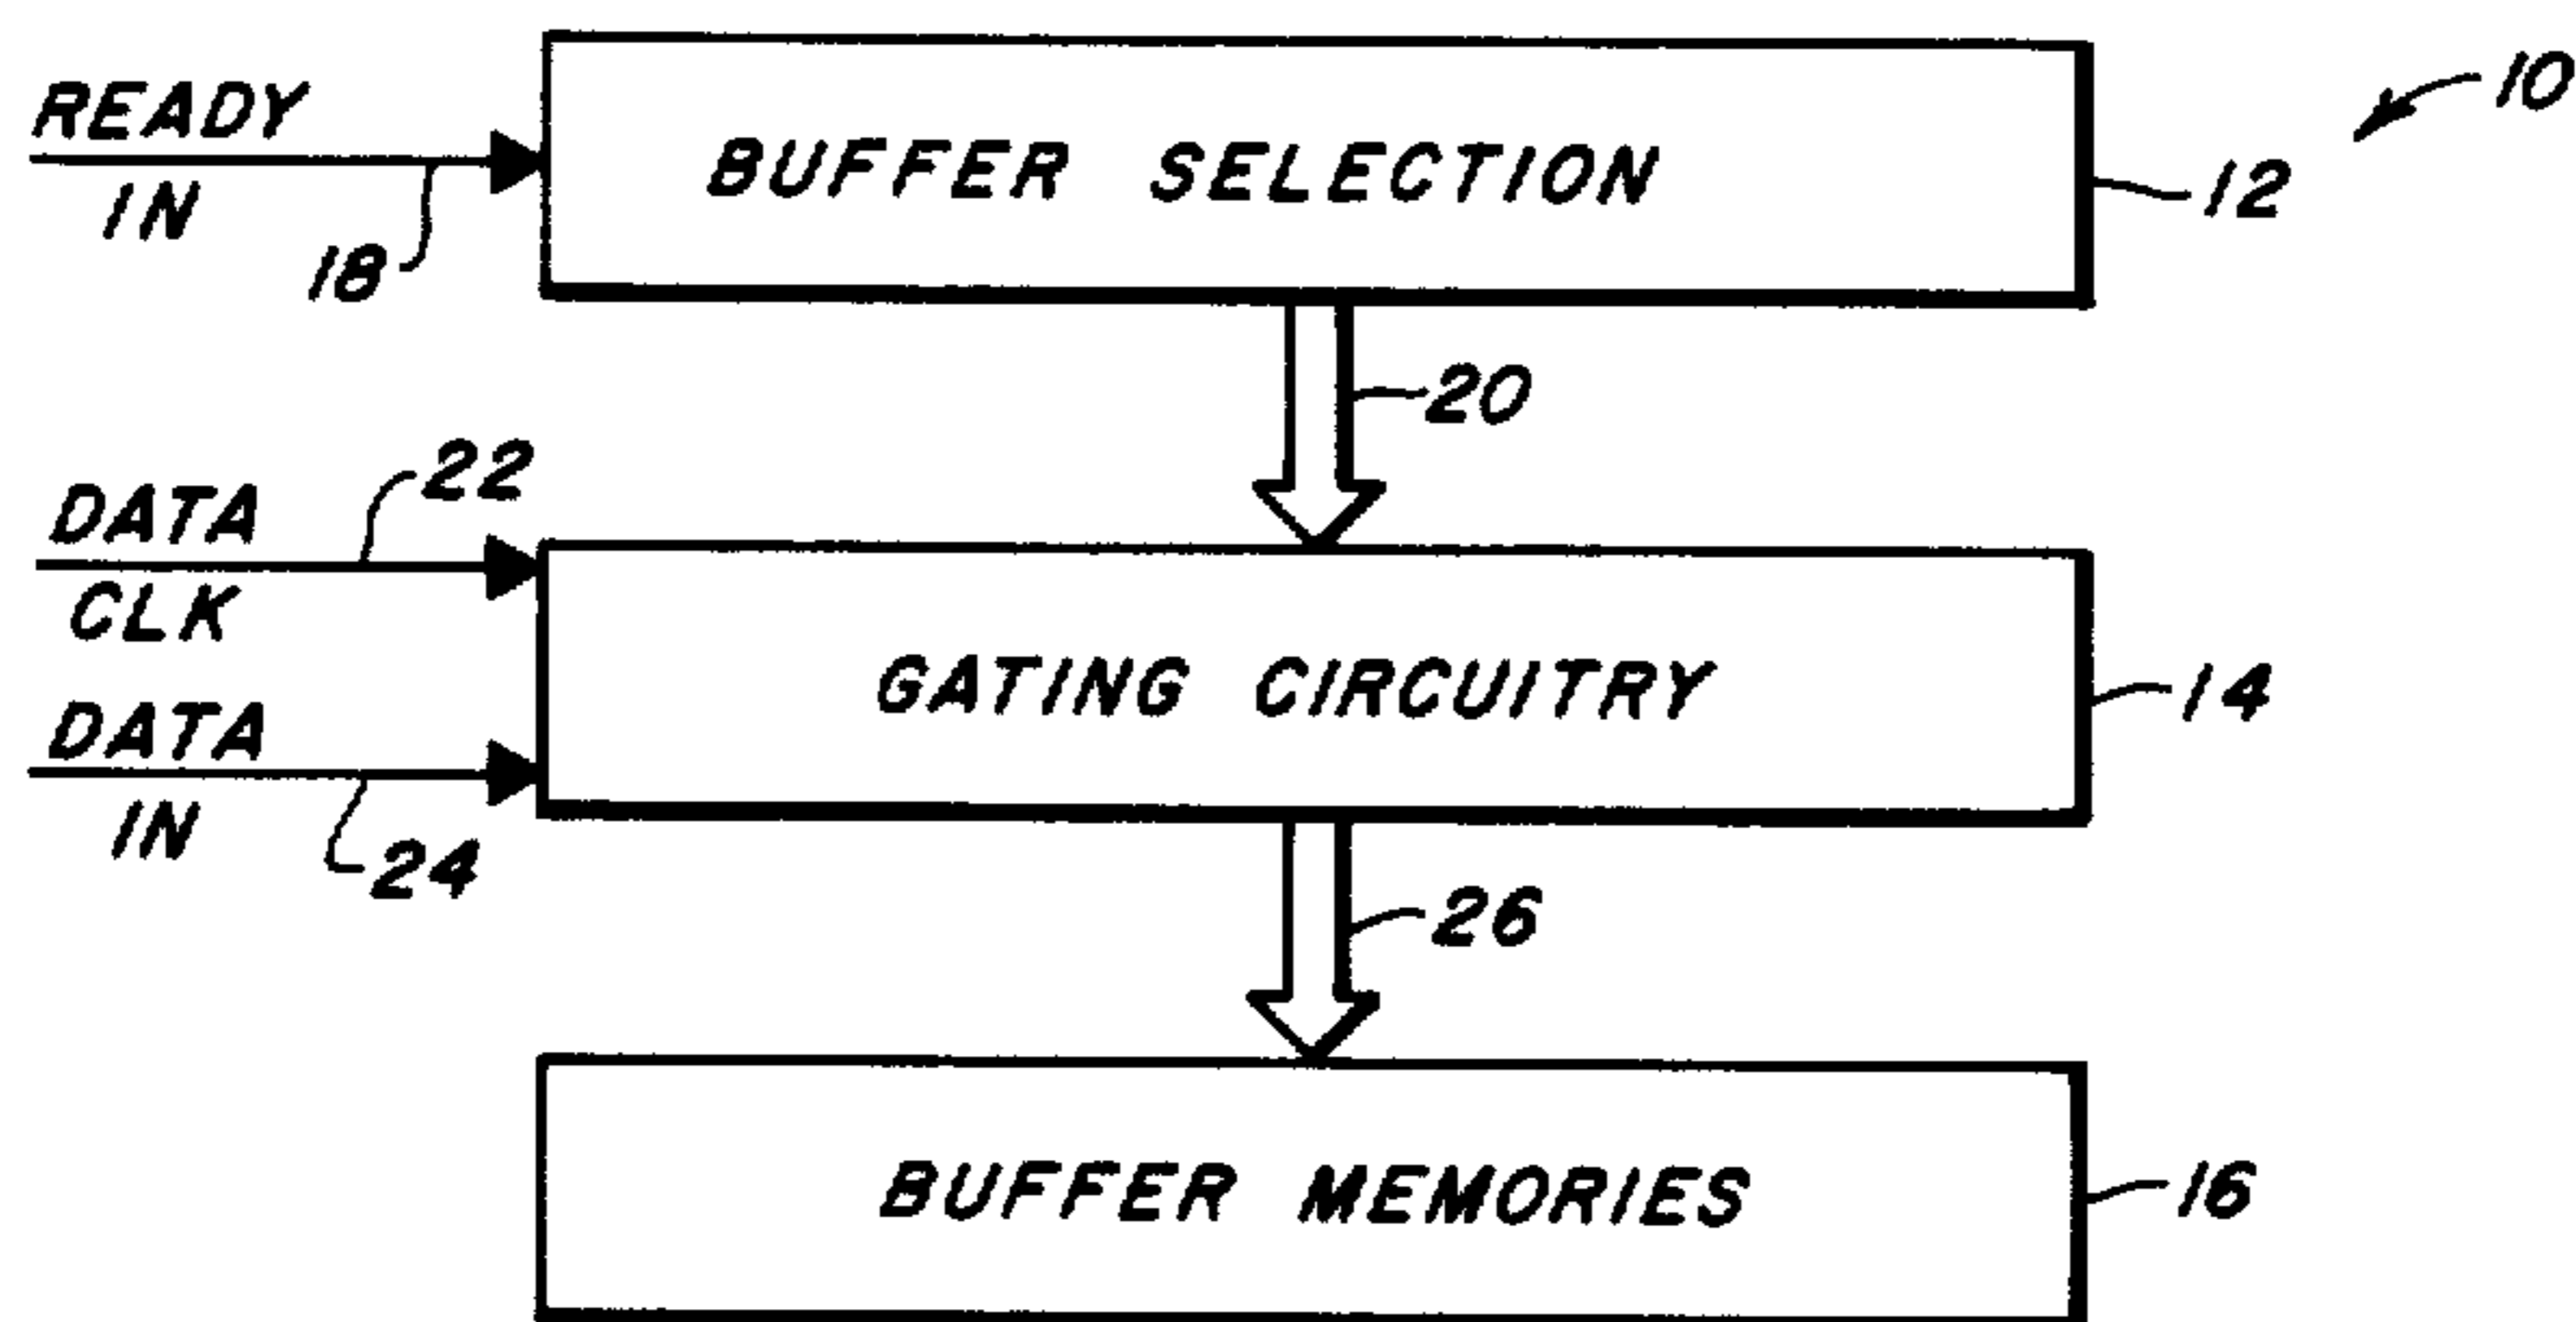 READY
IN
18
BUFFER SELECTION
10
12
20
DATA
CLK
22
DATA
IN
24
GATING CIRCUITRY
14
26
BUFFER MEMORIES
16